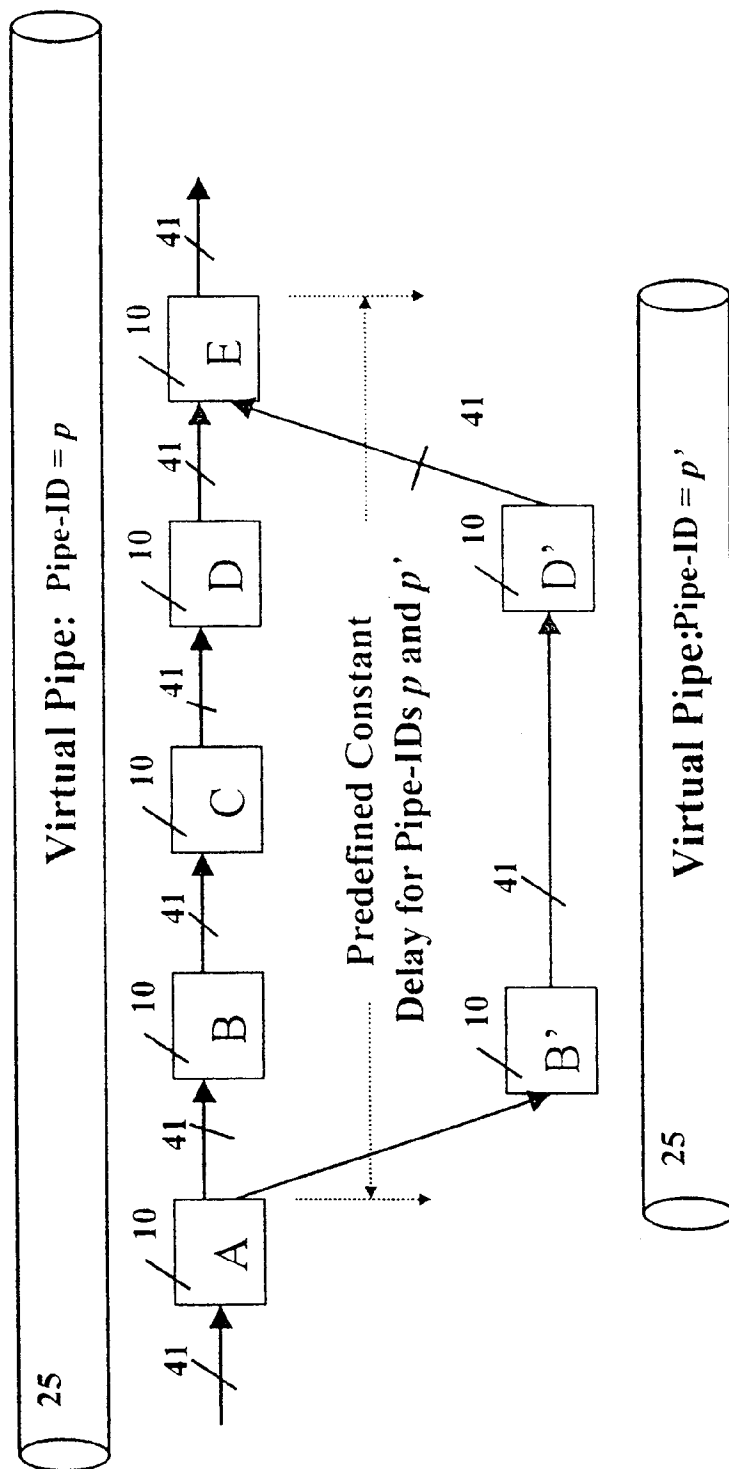 25
Virtual Pipe: Pipe-ID = p
41
10
A
41
10
B
41
10
C
41
10
D
41
10
E
41
Predefined Constant
Delay for Pipe-IDs p and p'
10
B'
41
10
D'
41
25
Virtual Pipe:Pipe-ID = p'